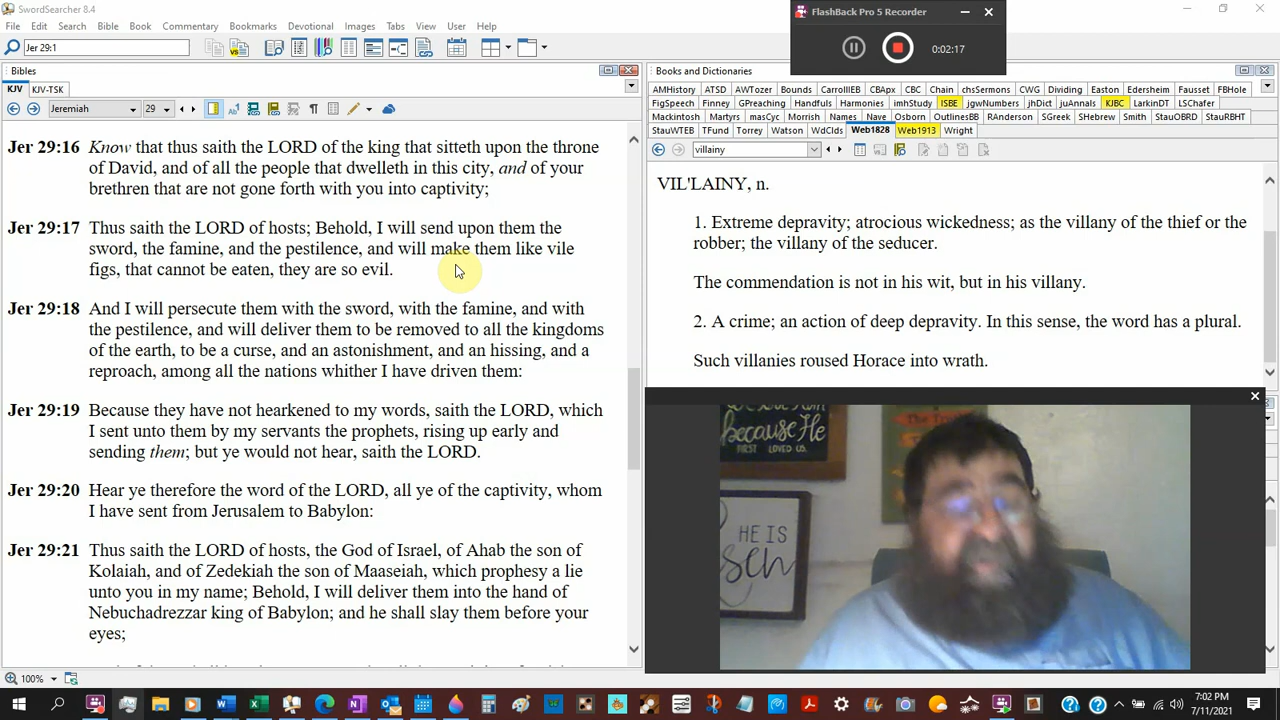 SwordSearcher 8.4
File Edit Search Bible Book Commentary Bookmarks Devotional Images Tabs View User Help
Jer 29:1
FlashBack Pro 5 Recorder
0:02:17
Bibles
KJV KJV-TSK
Jeremiah 29
Jer 29:16 Know that thus saith the LORD of the king that sitteth upon the throne
of David, and of all the people that dwelleth in this city, and of your
brethren that are not gone forth with you into captivity;
Jer 29:17 Thus saith the LORD of hosts; Behold, I will send upon them the
sword, the famine, and the pestilence, and will make them like vile
figs, that cannot be eaten, they are so evil.
Jer 29:18 And I will persecute them with the sword, with the famine, and with
the pestilence, and will deliver them to be removed to all the kingdoms
of the earth, to be a curse, and an astonishment, and an hissing, and a
reproach, among all the nations whither I have driven them:
Jer 29:19 Because they have not hearkened to my words, saith the LORD, which
I sent unto them by my servants the prophets, rising up early and
sending them; but ye would not hear, saith the LORD.
Jer 29:20 Hear ye therefore the word of the LORD, all ye of the captivity, whom
I have sent from Jerusalem to Babylon:
Jer 29:21 Thus saith the LORD of hosts, the God of Israel, of Ahab the son of
Kolaiah, and of Zedekiah the son of Maaseiah, which prophesy a lie
unto you in my name; Behold, I will deliver them into the hand of
Nebuchadrezzar king of Babylon; and he shall slay them before your
eyes;
100%
Books and Dictionaries
AMHistory ATSD AWTozer Bounds CarrollIEB CBApx CBC Chain chsSermons CWG Dividing Easton Edersheim Fausset FBHole
FigSpeech Finney GPreaching Handfuls Harmonies imhStudy ISBE jgwNumbers jhDict juAnnals KJBC LarkinDT LSChafer
Mackintosh Martyrs masCyc Morrish Names Nave Osborn OutlinesBB RAnderson SGreek SHebrew Smith StauOBRD StauRBHT
StauWTEB TFund Torrey Watson WdClds Web1828 Web1913 Wright
villainy
VIL'LAINY, n.
1. Extreme depravity; atrocious wickedness; as the villany of the thief or the
robber; the villany of the seducer.
The commendation is not in his wit, but in his villany.
2. A crime; an action of deep depravity. In this sense, the word has a plural.
Such villanies roused Horace into wrath.
because He
FIRST LOVED US.
HE IS
7:02 PM
7/11/2021